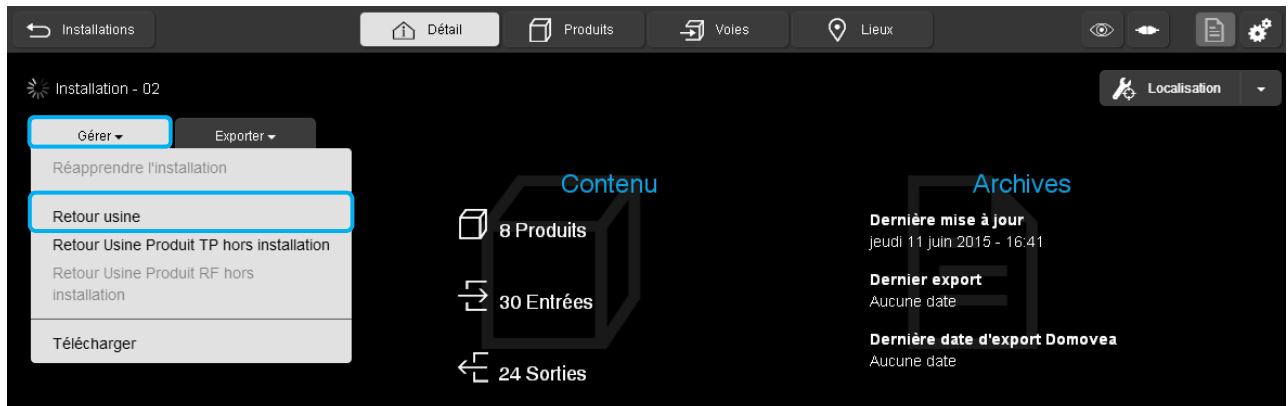 Installations
Détail
Produits
Voies
Lieux
Installation - 02
Localisation
Gérer
Exporter
Réapprendre l'installation
Retour usine
Retour Usine Produit TP hors installation
Retour Usine Produit RF hors
installation
Télécharger
Contenu
8 Produits
30 Entrées
24 Sorties
Archives
Dernière mise à jour
jeudi 11 juin 2015 - 16:41
Dernier export
Aucune date
Dernière date d'export Domovea
Aucune date